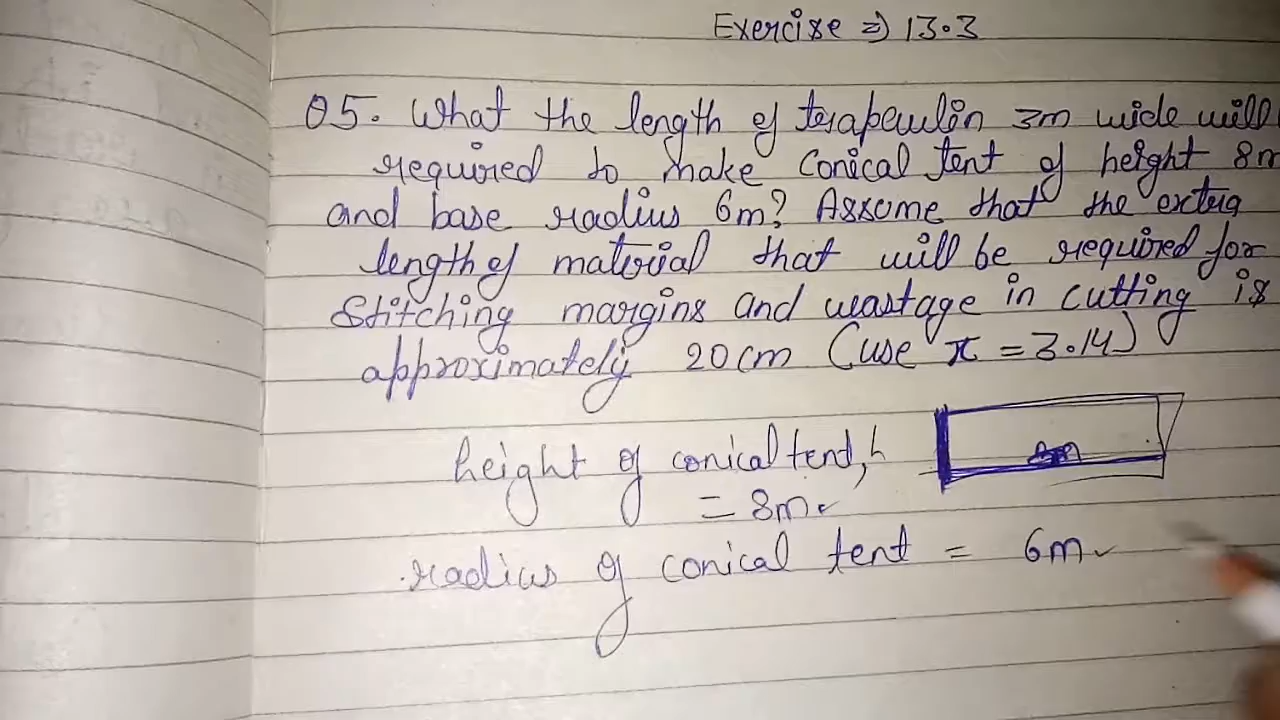 Exercise => 13.3
Q5. What the length of terapewlin 3m wide will
required to make conical tent of height 8m
and base radius 6m? Assume that the extra
length of material that will be required for
stitching margins and wastage in cutting is
approximately 20cm (use π = 3.14)
height of conical tend, h
= 8m
radius of conical tent = 6m